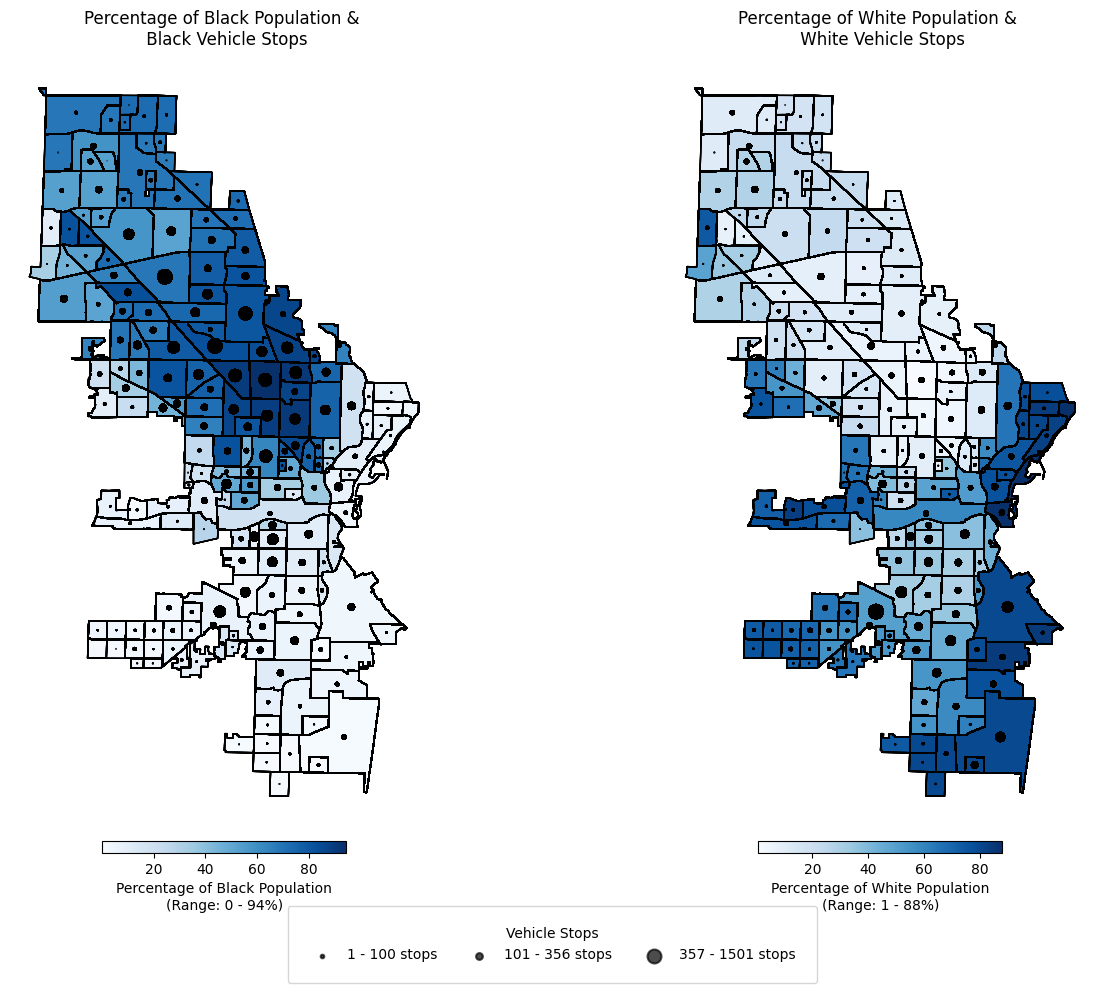 Percentage of Black Population &
Black Vehicle Stops
Percentage of White Population &
White Vehicle Stops
20 40 60 80
Percentage of Black Population
(Range: 0 - 94%)
20 40 60 80
Percentage of White Population
(Range: 1 - 88%)
Vehicle Stops
1 - 100 stops
101 - 356 stops
357 - 1501 stops